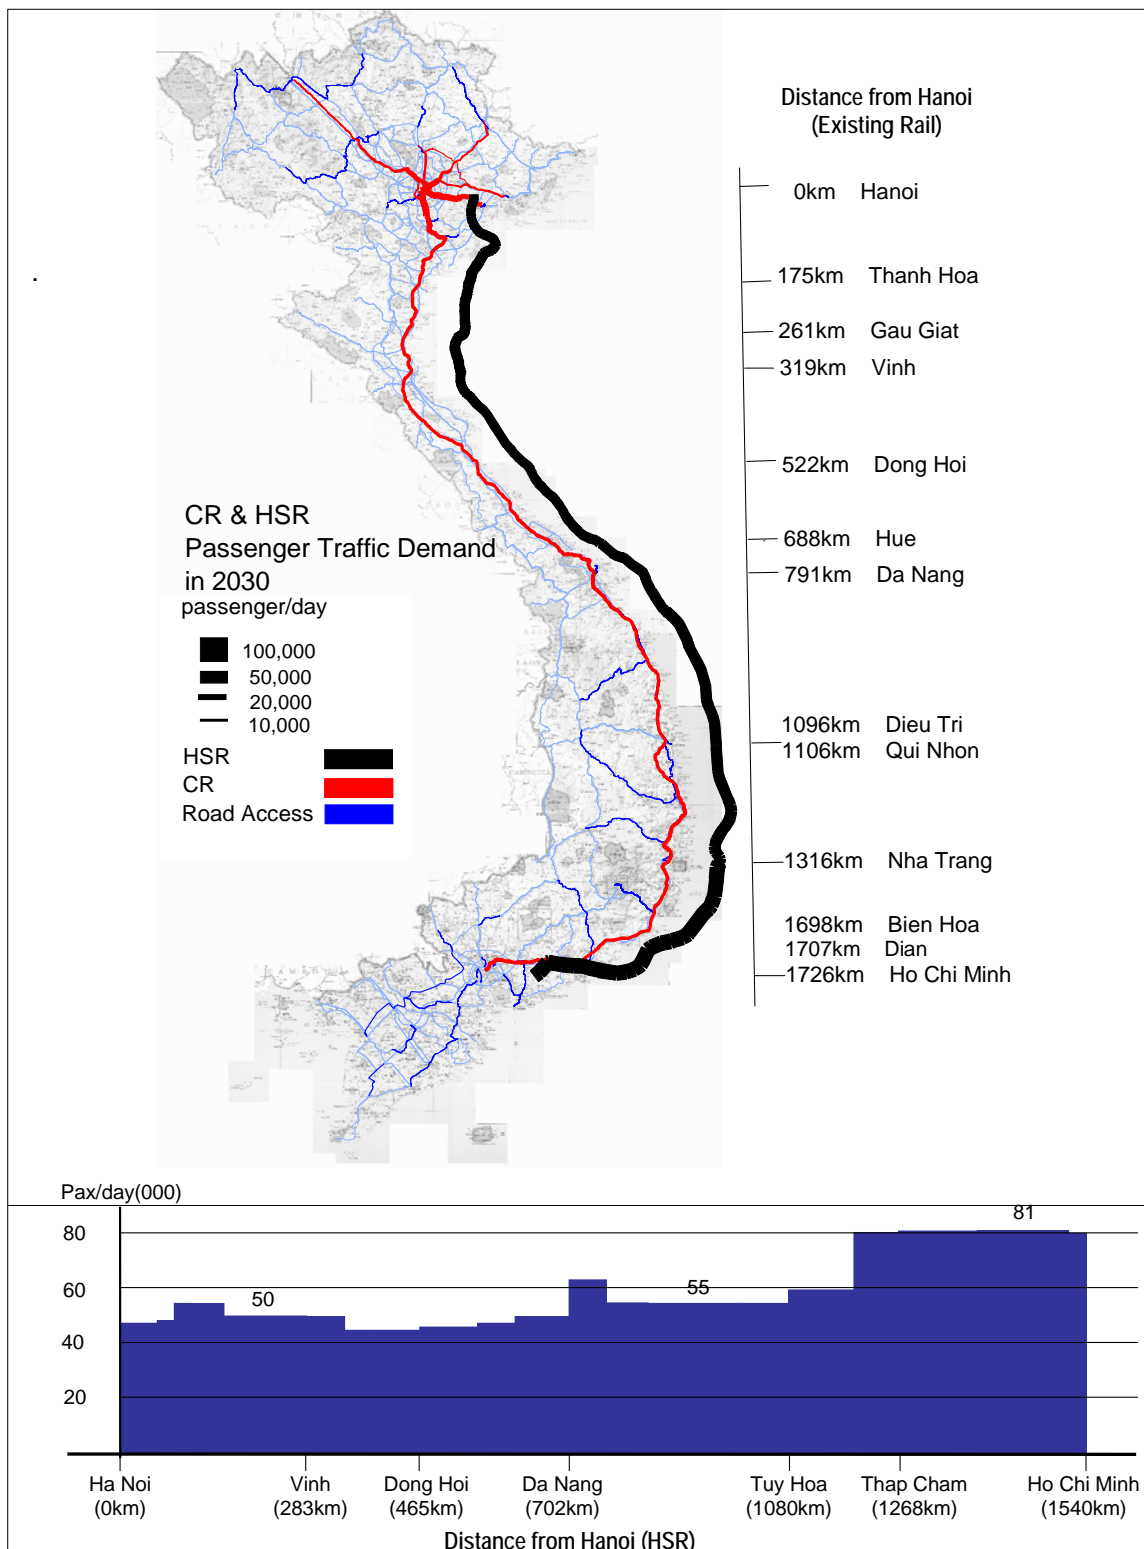 Distance from Hanoi
(Existing Rail)
0km Hanoi
175km Thanh Hoa
261km Gau Giat
319km Vinh
522km Dong Hoi
688km Hue
791km Da Nang
1096km Dieu Tri
1106km Qui Nhon
1316km Nha Trang
1698km Bien Hoa
1707km Dian
1726km Ho Chi Minh
CR & HSR
Passenger Traffic Demand
in 2030
passenger/day
100,000
50,000
20,000
10,000
HSR
CR
Road Access
Pax/day(000)
81
80
60
55
50
40
20
Ha Noi Vinh Dong Hoi Da Nang Tuy Hoa Thap Cham Ho Chi Minh
(0km) (283km) (465km) (702km) (1080km) (1268km) (1540km)
Distance from Hanoi (HSR)